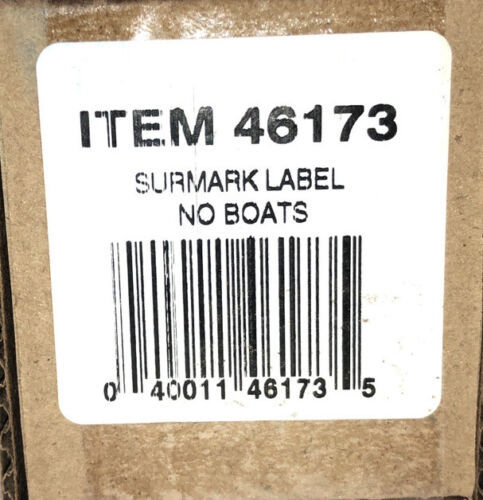 ITEM 46173
SURMARK LABEL
NO BOATS
0 40011 46173 5